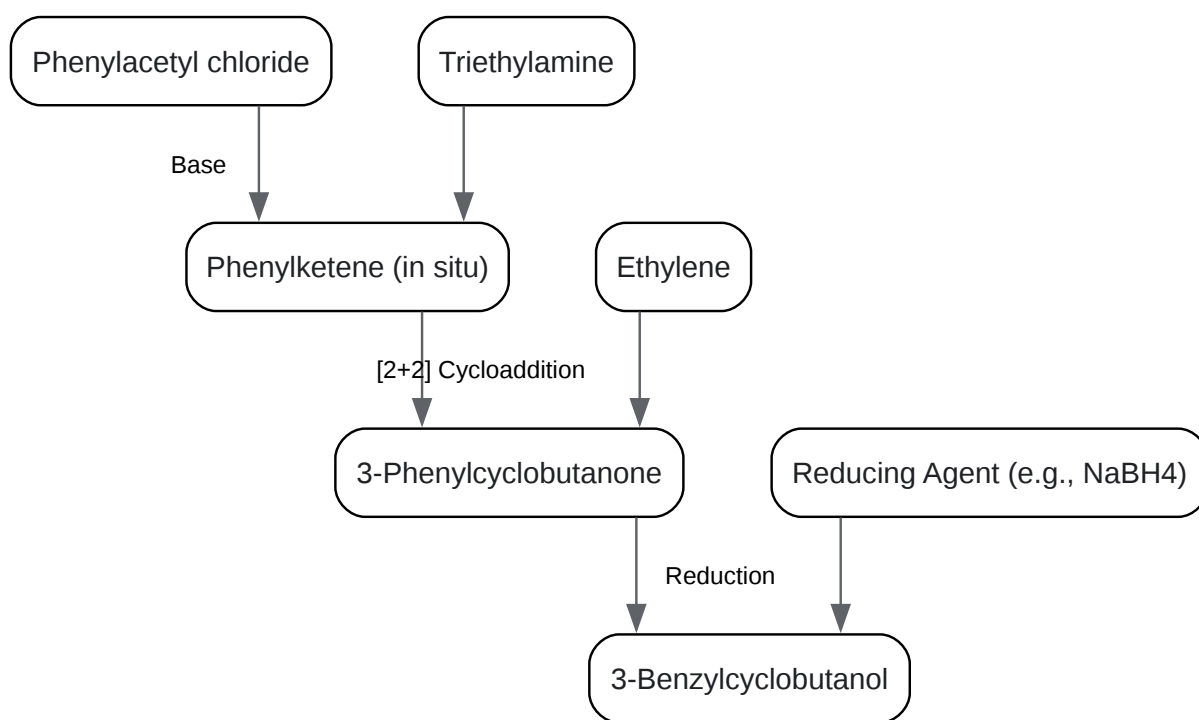 Phenylacetyl chloride
Triethylamine
Base
Phenylketene (in situ)
Ethylene
[2+2] Cycloaddition
3-Phenylcyclobutanone
Reducing Agent (e.g., NaBH4)
Reduction
3-Benzylcyclobutanol